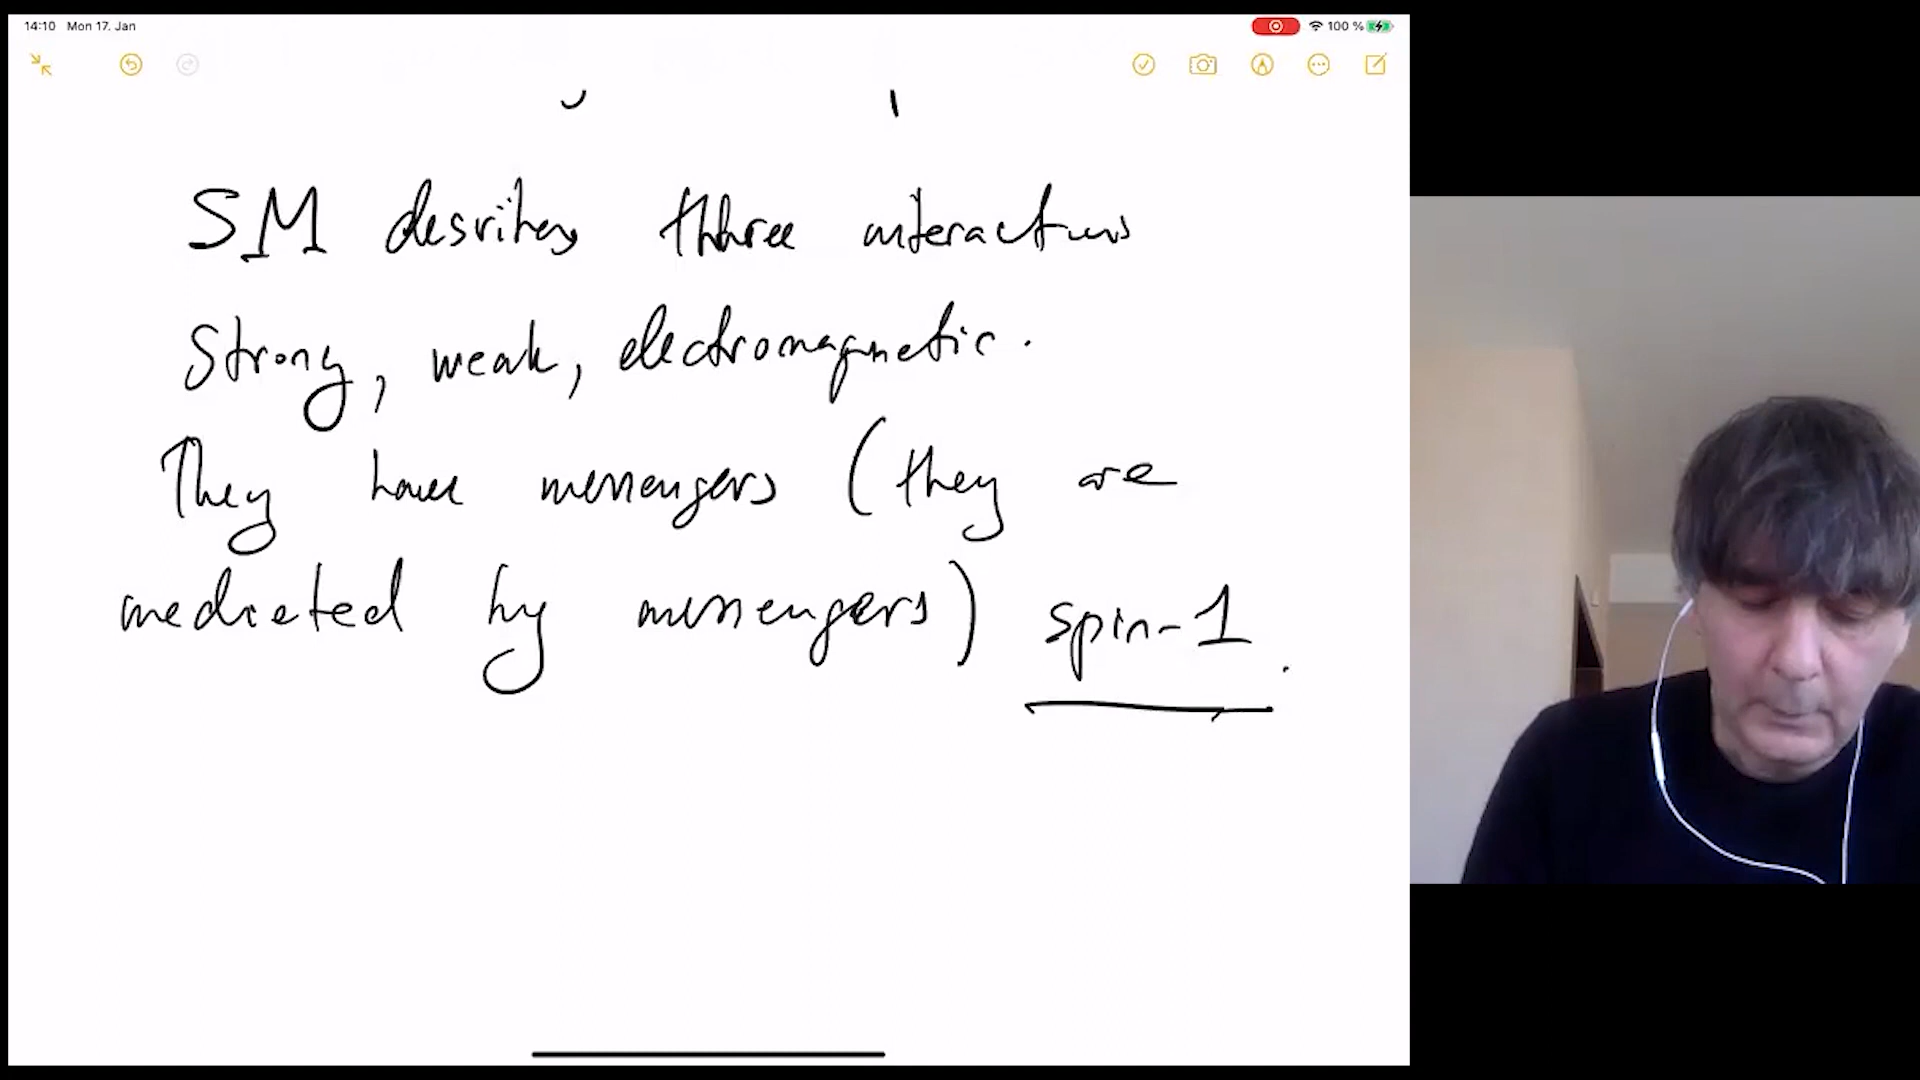 14:10 Mon 17. Jan 100 %
SM desribes three interactions
Strong, weak, electromagnetic.
They have messengers (they are
mediated by messengers) spin-1.